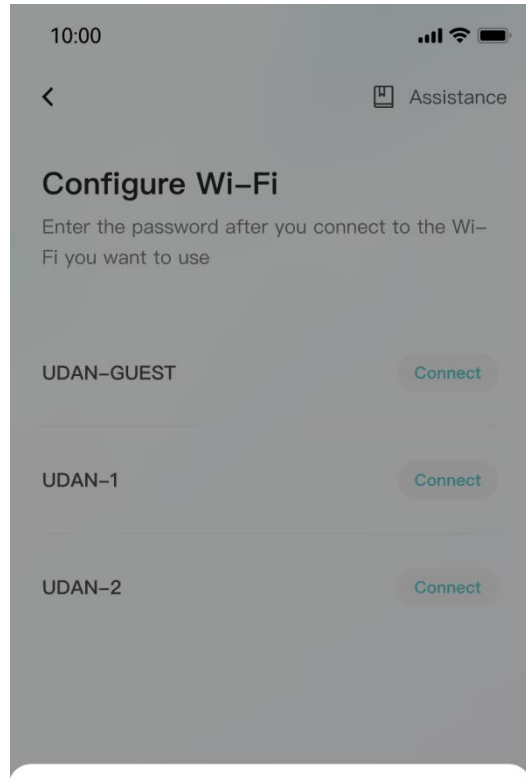 10:00
Assistance
Configure Wi-Fi
Enter the password after you connect to the Wi-
Fi you want to use
UDAN-GUEST Connect
UDAN-1 Connect
UDAN-2 Connect